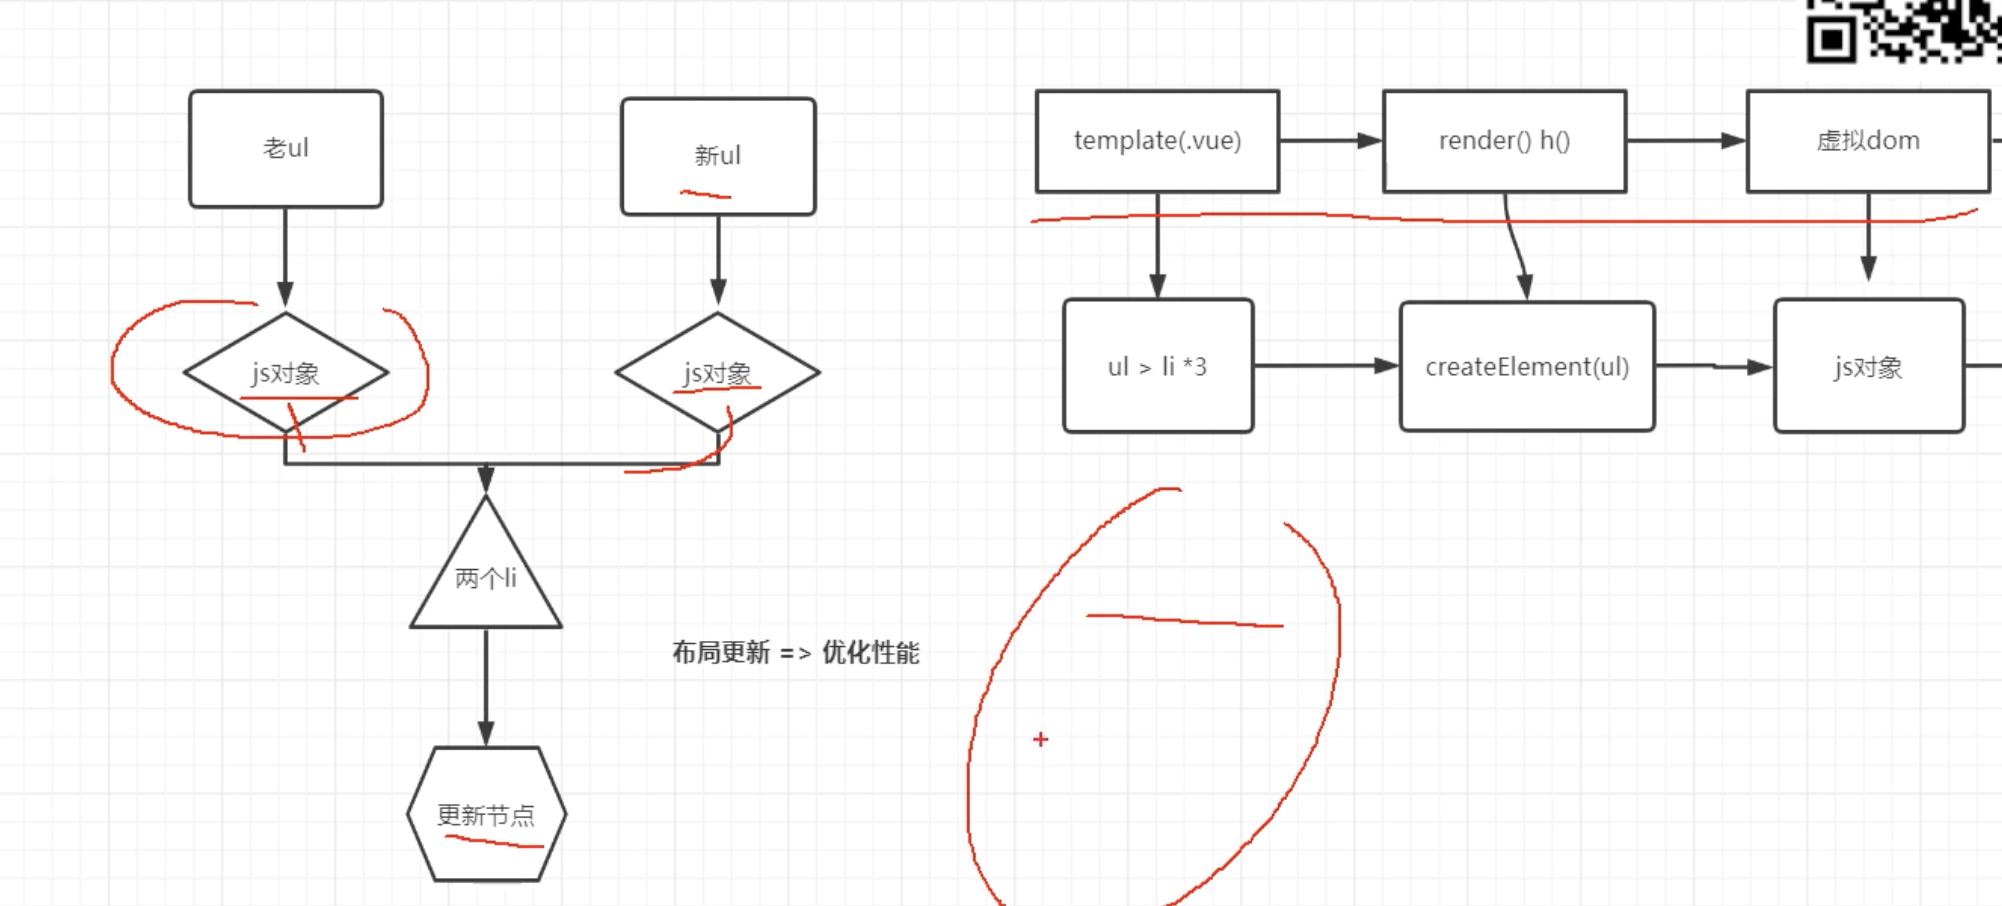 老ul
新ul
js对象
js对象
两个li
更新节点
布局更新 => 优化性能
template(.vue)
render() h()
虚拟dom
ul > li *3
createElement(ul)
js对象